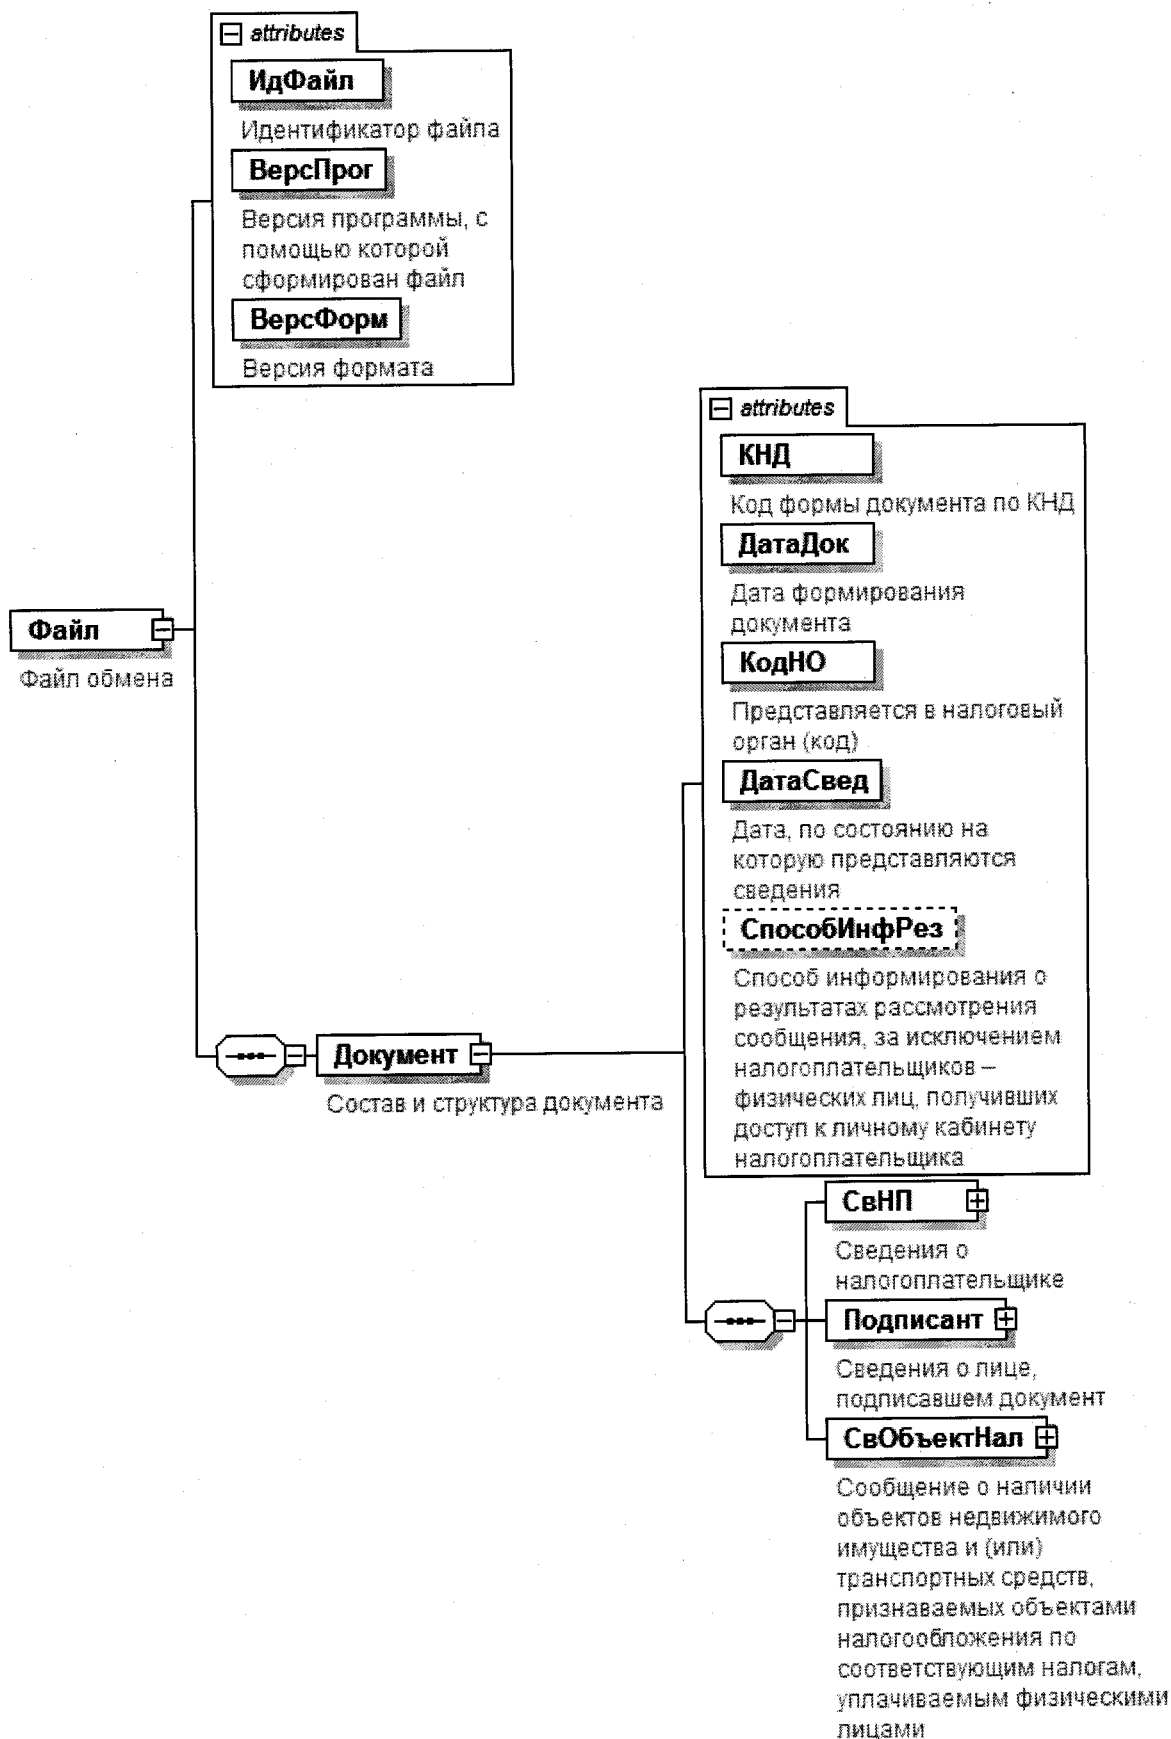 attributes
ИдФайл
Идентификатор файла
ВерсПрог
Версия программы, с
помощью которой
сформирован файл
ВерсФорм
Версия формата
Файл
Файл обмена
Документ
Состав и структура документа
attributes
КНД
Код формы документа по КНД
ДатаДок
Дата формирования
документа
КодНО
Представляется в налоговый
орган (код)
ДатаСвед
Дата, по состоянию на
которую представляются
сведения
СпособИнфРез
Способ информирования о
результатах рассмотрения
сообщения, за исключением
налогоплательщиков –
физических лиц, получивших
доступ к личному кабинету
налогоплательщика
СвНП
Сведения о
налогоплательщике
Подписант
Сведения о лице,
подписавшем документ
СвОбъектНал
Сообщение о наличии
объектов недвижимого
имущества и (или)
транспортных средств,
признаваемых объектами
налогообложения по
соответствующим налогам,
уплачиваемым физическими
лицами